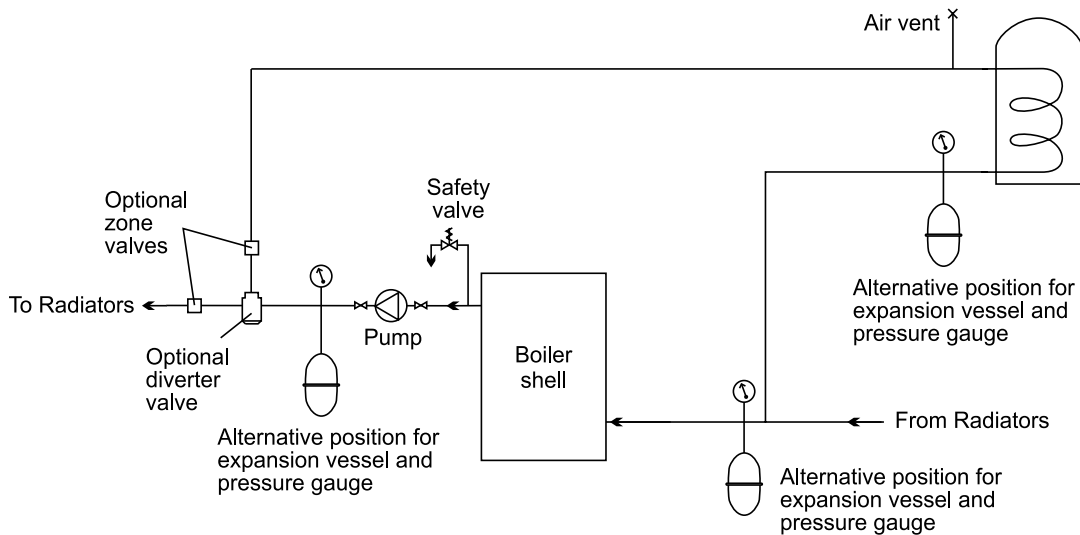 Air vent
Safety
valve
Optional
zone
valves
To Radiators
Pump
Optional
diverter
valve
Boiler
shell
Alternative position for
expansion vessel and
pressure gauge
Alternative position for
expansion vessel and
pressure gauge
From Radiators
Alternative position for
expansion vessel and
pressure gauge